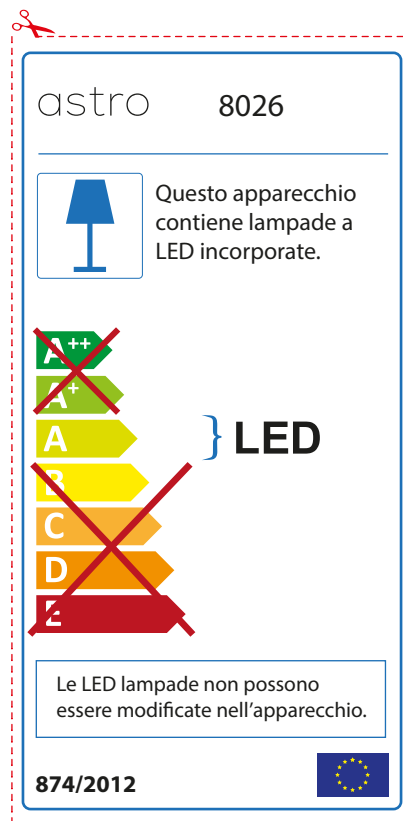 astro 8026
Questo apparecchio
contiene lampade a
LED incorporate.
A++
A+
A
} LED
B
C
D
E
Le LED lampade non possono
essere modificate nell'apparecchio.
874/2012